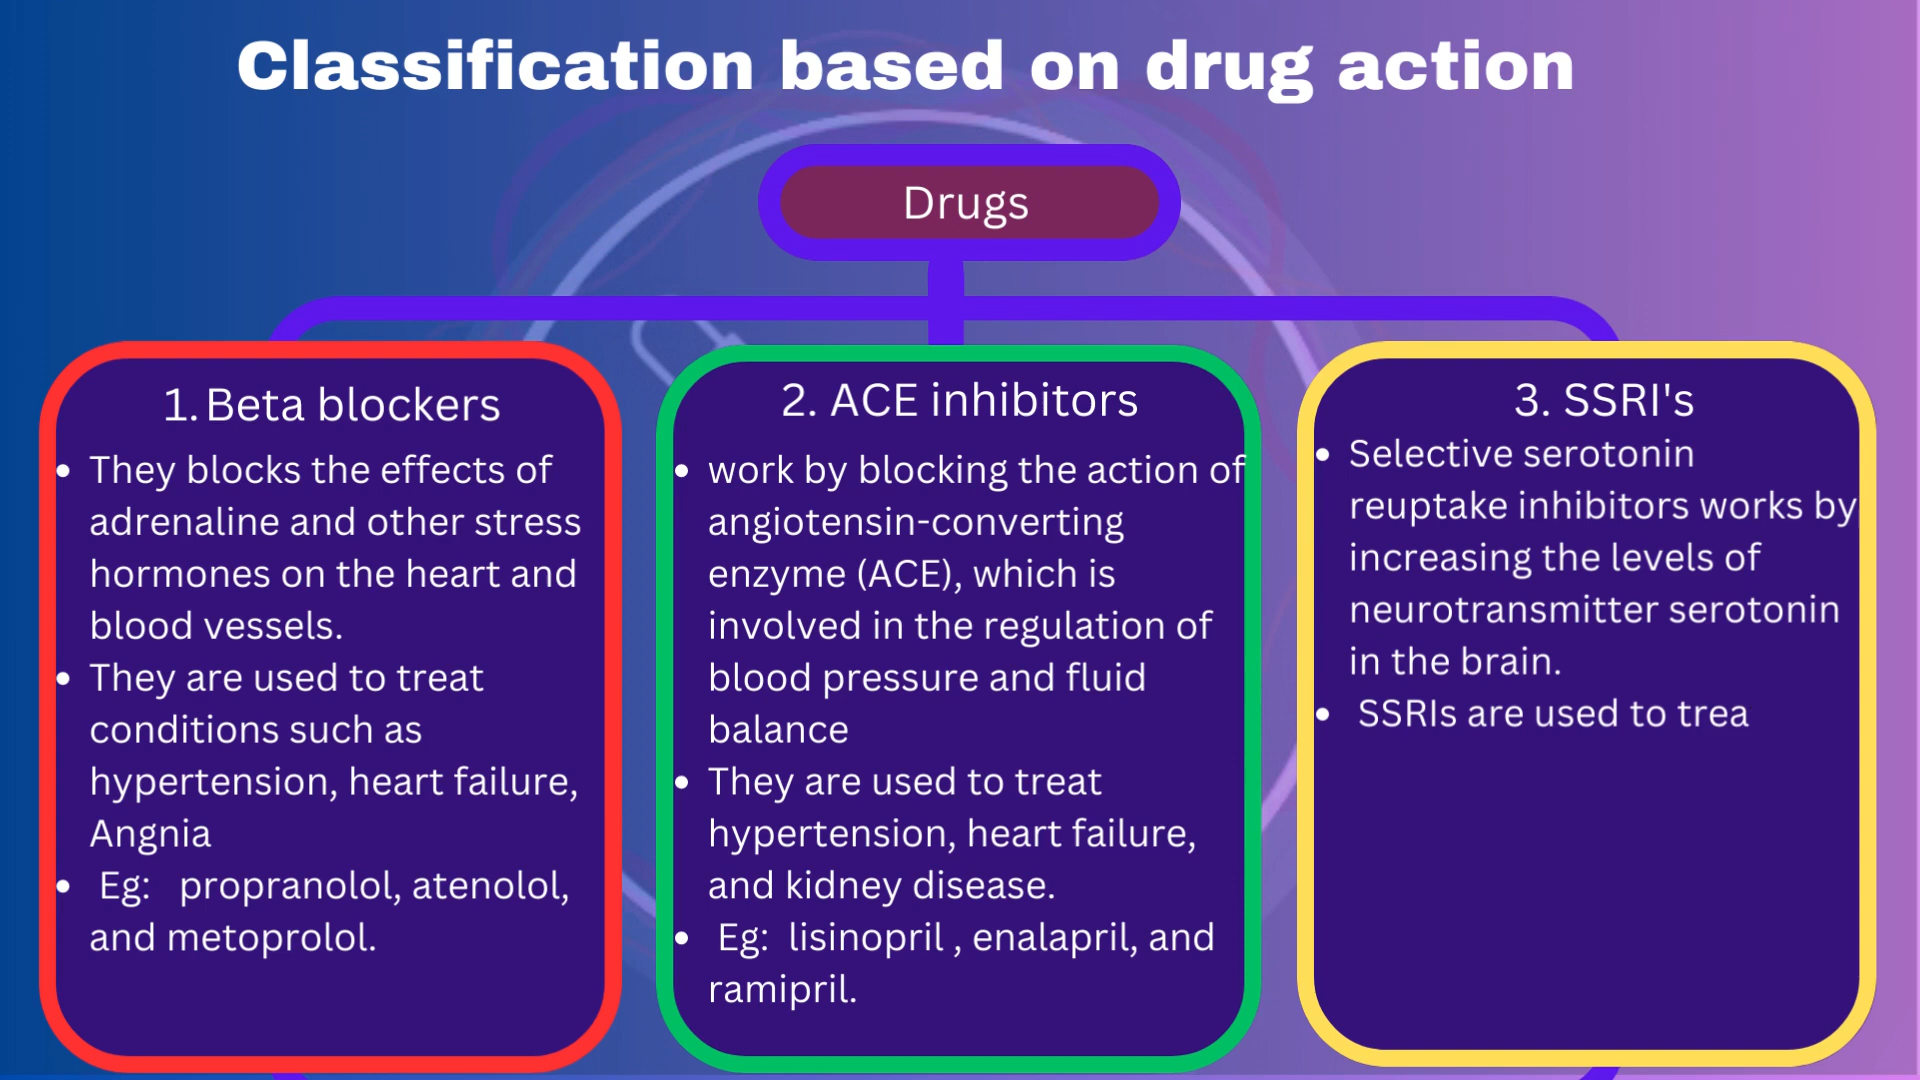 Classification based on drug action
Drugs
1. Beta blockers
• They blocks the effects of
adrenaline and other stress
hormones on the heart and
blood vessels.
• They are used to treat
conditions such as
hypertension, heart failure,
Angnia
• Eg: propranolol, atenolol,
and metoprolol.
2. ACE inhibitors
• work by blocking the action of
angiotensin-converting
enzyme (ACE), which is
involved in the regulation of
blood pressure and fluid
balance
• They are used to treat
hypertension, heart failure,
and kidney disease.
• Eg: lisinopril , enalapril, and
ramipril.
3. SSRI's
• Selective serotonin
reuptake inhibitors works by
increasing the levels of
neurotransmitter serotonin
in the brain.
• SSRIs are used to trea